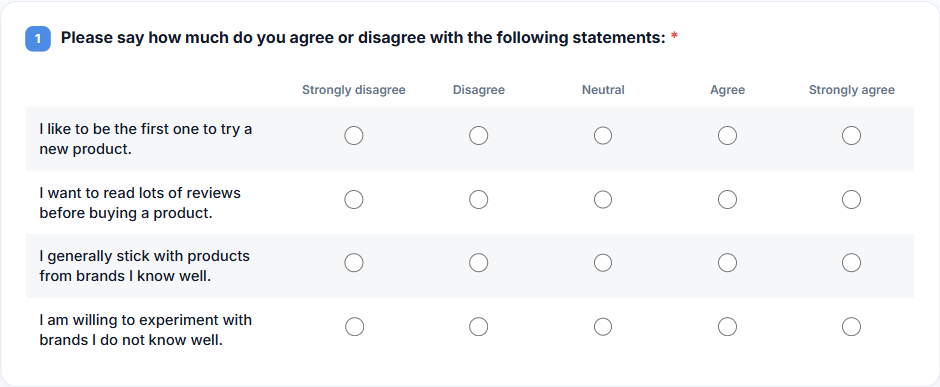 1 Please say how much do you agree or disagree with the following statements: *
Strongly disagree Disagree Neutral Agree Strongly agree
I like to be the first one to try a
new product.
I want to read lots of reviews
before buying a product.
I generally stick with products
from brands I know well.
I am willing to experiment with
brands I do not know well.